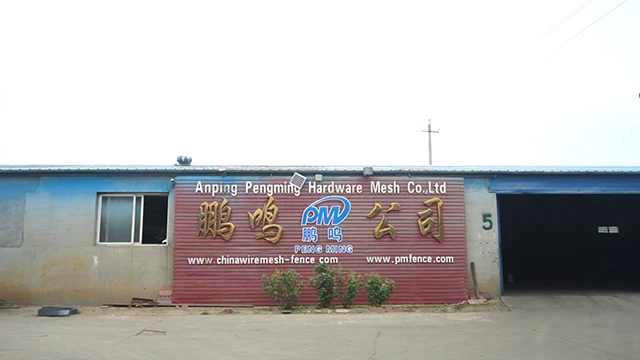 Anping Pengming Hardware Mesh Co.,Ltd
鹏鸣 PM 公司
鹏鸣
PENG MING
www.chinawiremesh-fence.com www.pmfence.com
5